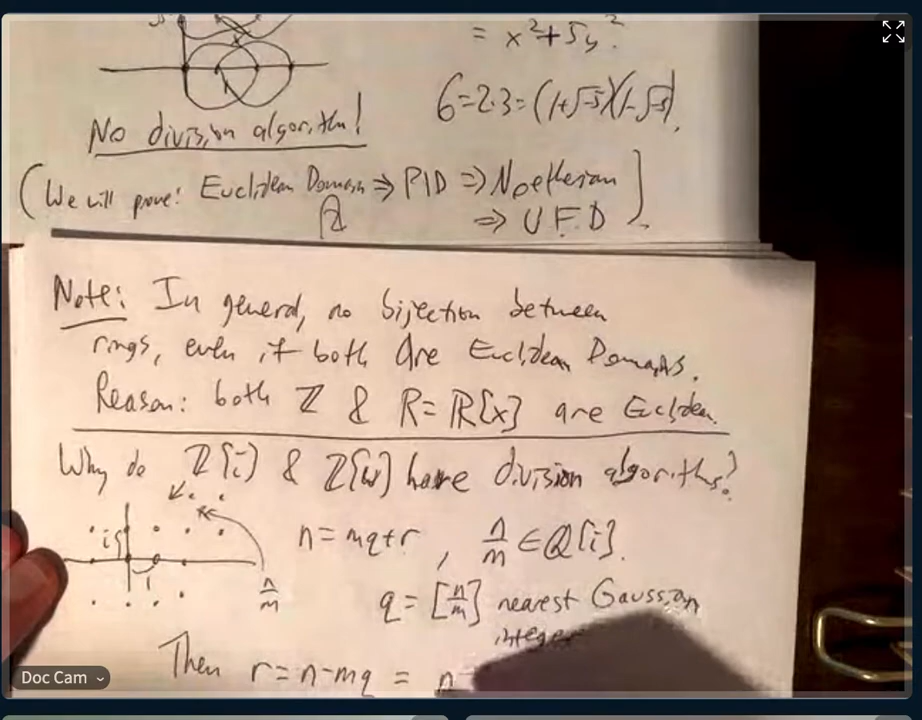 = x²+5y².
6=2·3=(1+√-5)(1-√-5).
No division algorithm!
(We will prove: Euclidean Domain ⇒ PID ⇒ Noetherian
⇒ UFD).
Note: In general, no bijection between
rings, even if both are Euclidean Domains.
Reason: both ℤ & R=ℝ[x] are Euclidean.
Why do ℤ[i] & ℤ[ω] have division algorithms?
i
1
n/m
n=mq+r, n/m ∈ ℚ[i].
q = [n/m] nearest Gaussian
integer
Then r=n-mq = n-
Doc Cam